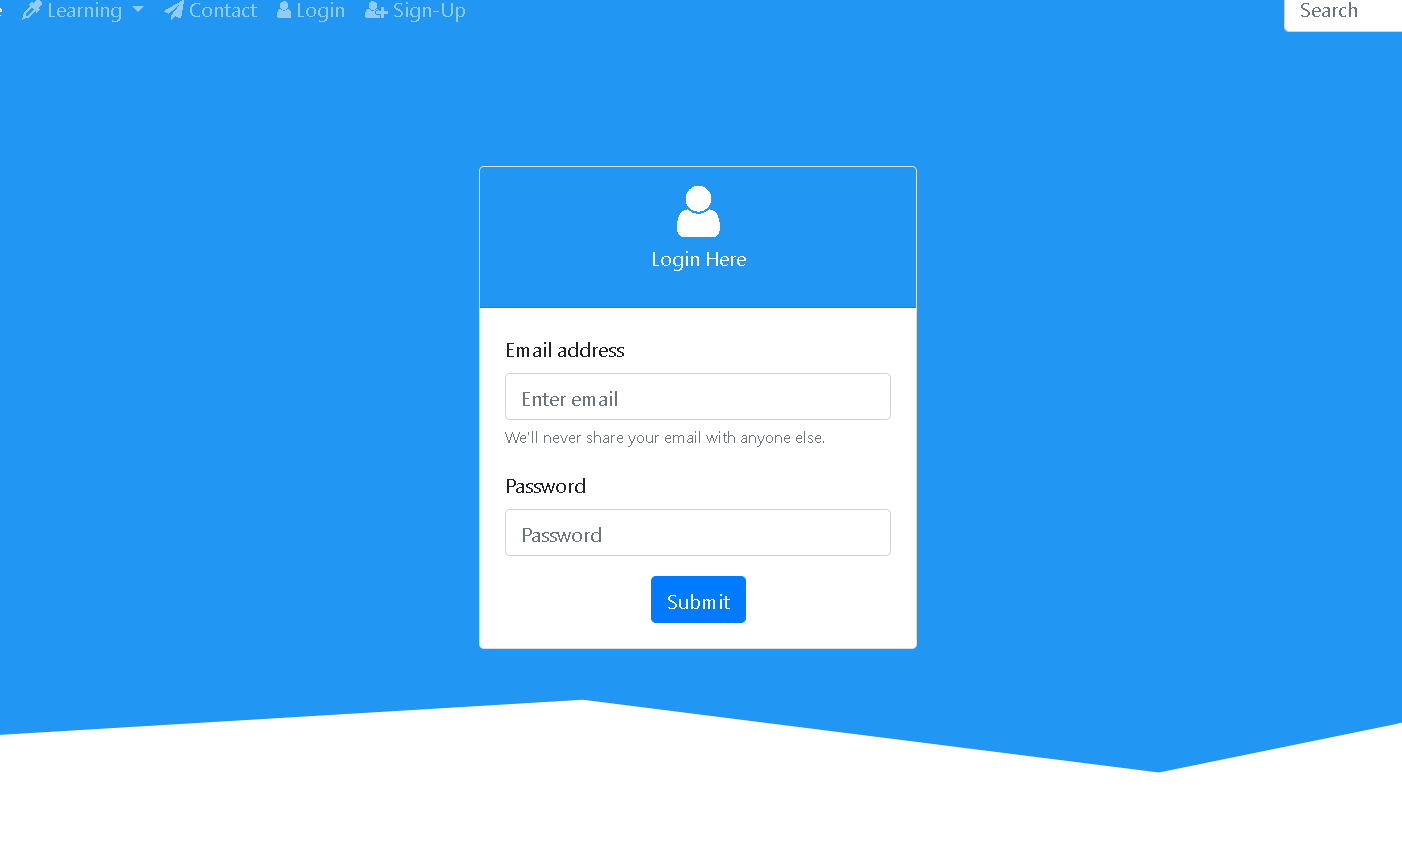 Learning Contact Login Sign-Up Search
Login Here
Email address
Enter email
We'll never share your email with anyone else.
Password
Password
Submit